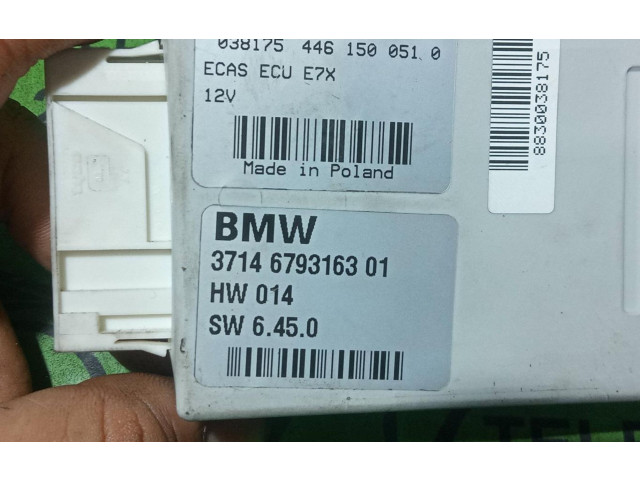 038175 446 150 051 0
ECAS ECU E7X
12V
Made in Poland
8830038175
BMW
3714 6793163 01
HW 014
SW 6.45.0